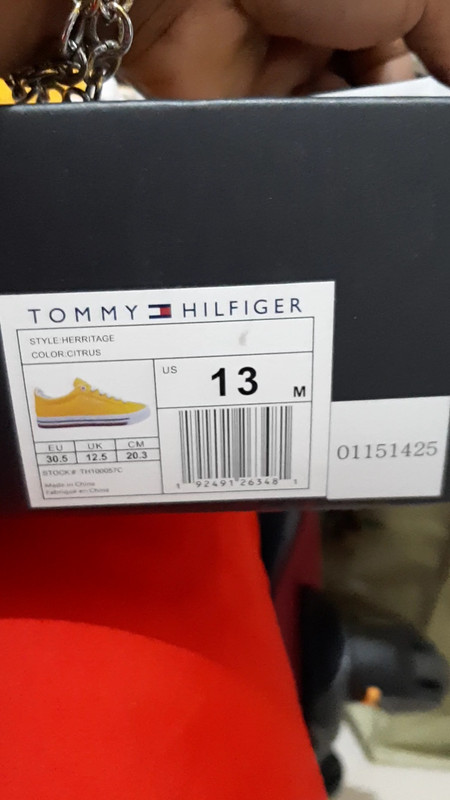 TOMMY HILFIGER
STYLE:HERRITAGE
COLOR:CITRUS
US 13 M
EU UK CM
30.5 12.5 20.3
STOCK# TH100057C
Made in China
Fabriqué en Chine
1 92491 26348 1
01151425